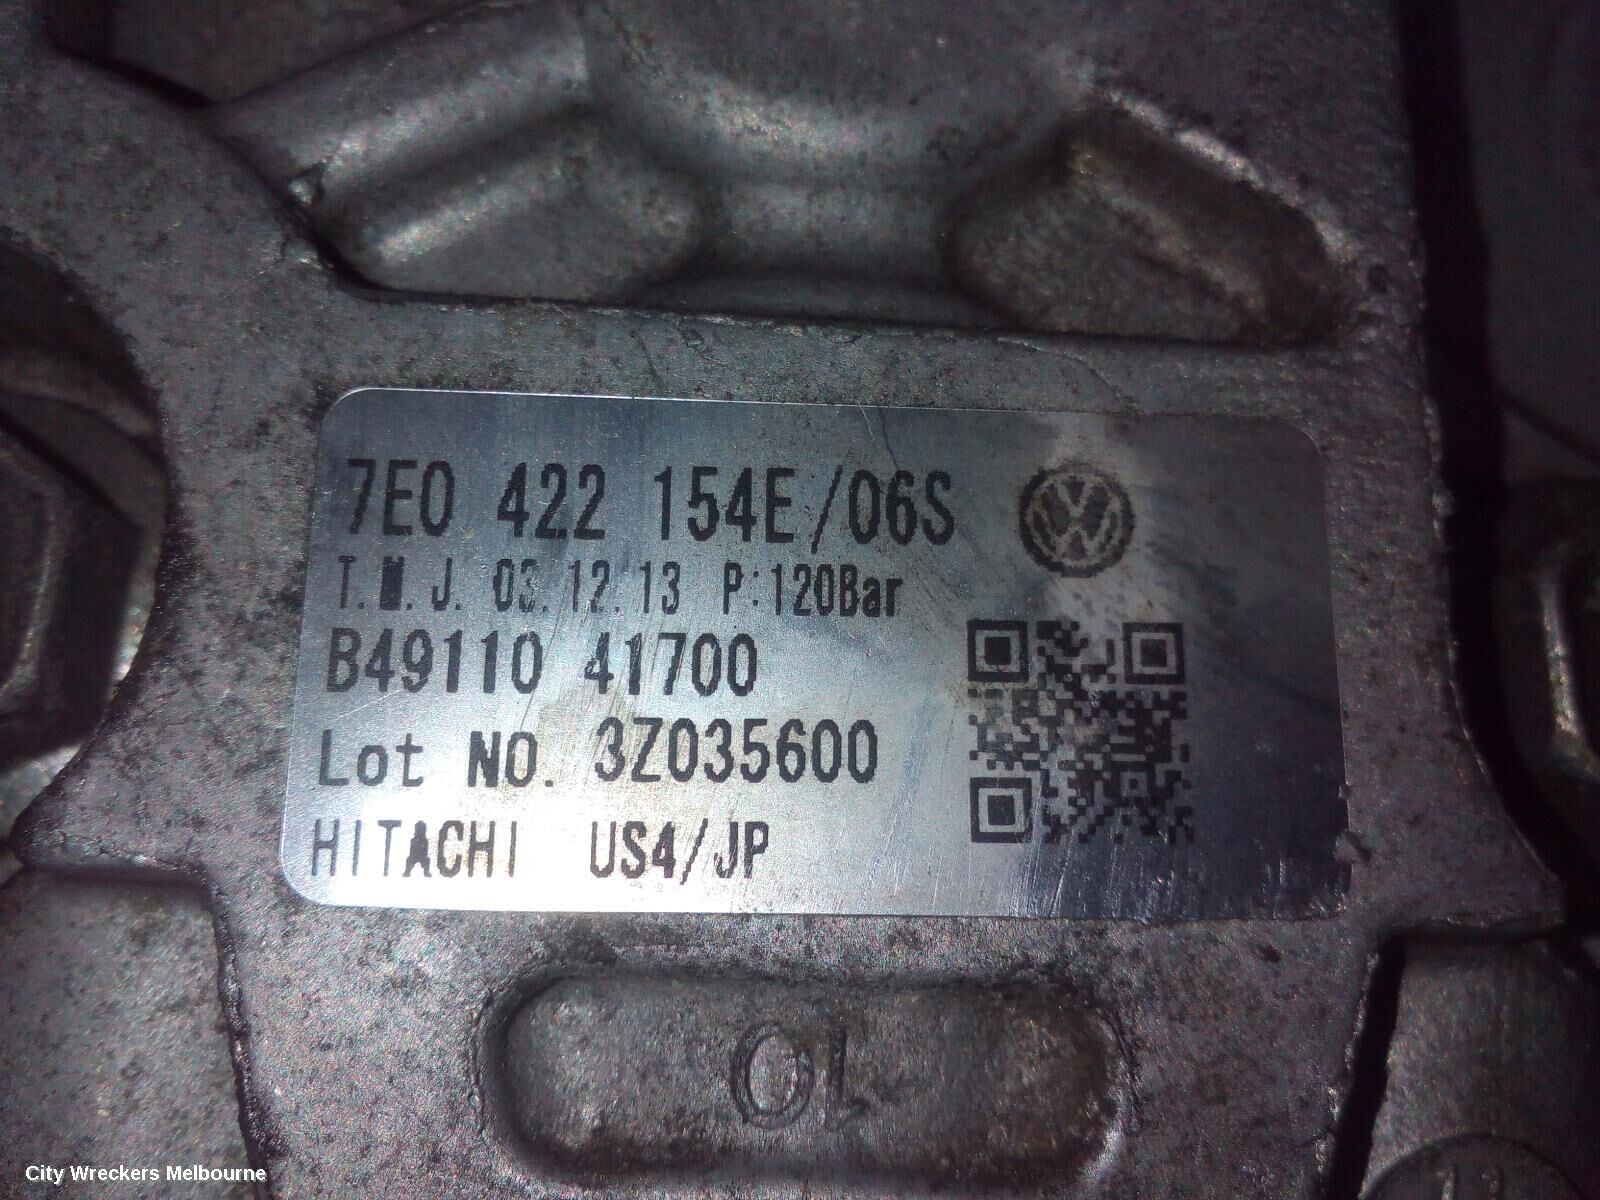 7E0 422 154E/06S
T.M.J. 03.12.13 P:120Bar
B49110 41700
Lot NO. 3Z035600
HITACHI US4/JP
City Wreckers Melbourne